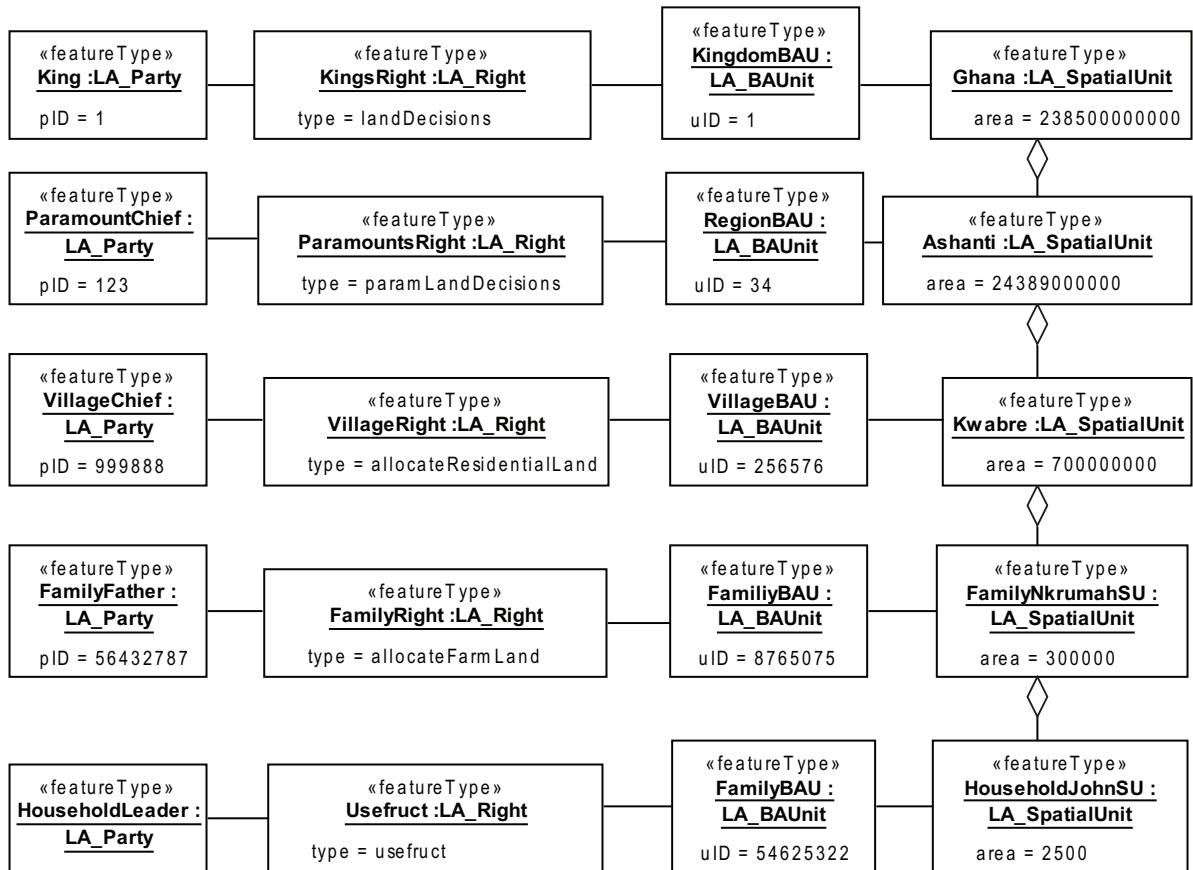 «featureType»
King :LA_Party
pID = 1
«featureType»
KingsRight :LA_Right
type = landDecisions
«featureType»
KingdomBAU :
LA_BAUnit
uID = 1
«featureType»
Ghana :LA_SpatialUnit
area = 238500000000
«featureType»
ParamountChief :
LA_Party
pID = 123
«featureType»
ParamountsRight :LA_Right
type = paramLandDecisions
«featureType»
RegionBAU :
LA_BAUnit
uID = 34
«featureType»
Ashanti :LA_SpatialUnit
area = 24389000000
«featureType»
VillageChief :
LA_Party
pID = 999888
«featureType»
VillageRight :LA_Right
type = allocateResidentialLand
«featureType»
VillageBAU :
LA_BAUnit
uID = 256576
«featureType»
Kwabre :LA_SpatialUnit
area = 700000000
«featureType»
FamilyFather :
LA_Party
pID = 56432787
«featureType»
FamilyRight :LA_Right
type = allocateFarmLand
«featureType»
FamiliyBAU :
LA_BAUnit
uID = 8765075
«featureType»
FamilyNkrumahSU :
LA_SpatialUnit
area = 300000
«featureType»
HouseholdLeader :
LA_Party
«featureType»
Usefruct :LA_Right
type = usefruct
«featureType»
FamilyBAU :
LA_BAUnit
uID = 54625322
«featureType»
HouseholdJohnSU :
LA_SpatialUnit
area = 2500